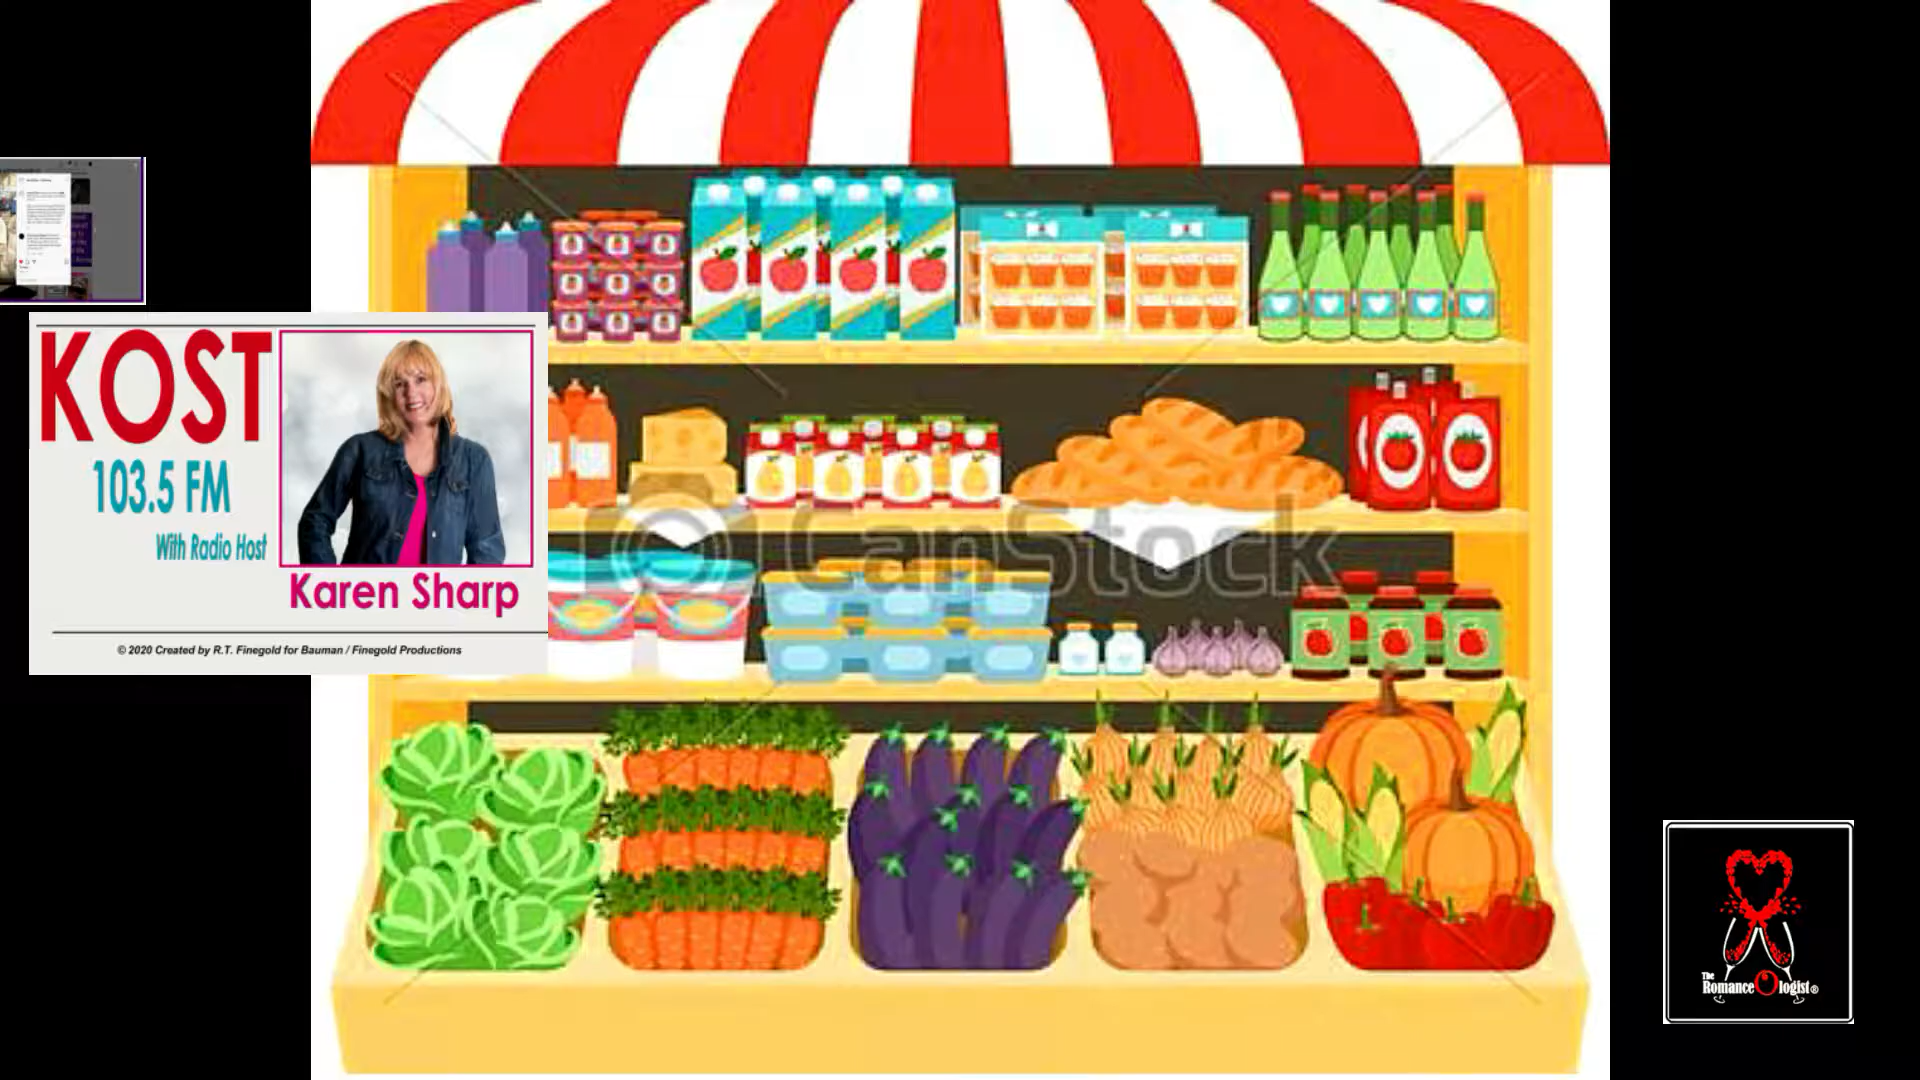 KOST
103.5 FM
With Radio Host
Karen Sharp
© 2020 Created by R.T. Finegold for Bauman / Finegold Productions
© CanStock
The
RomanceOlogist®